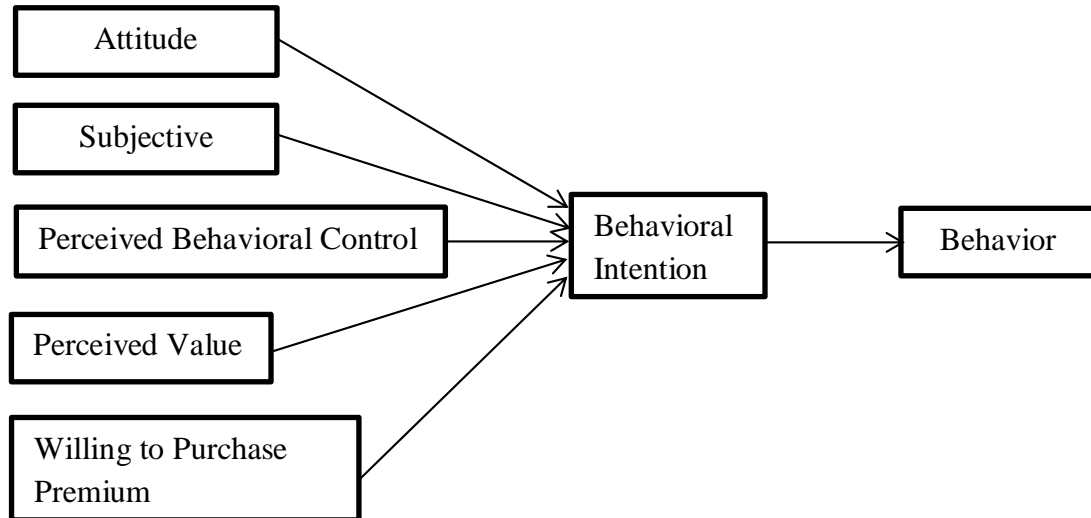 Attitude
Subjective
Perceived Behavioral Control
Perceived Value
Willing to Purchase
Premium
Behavioral
Intention
Behavior